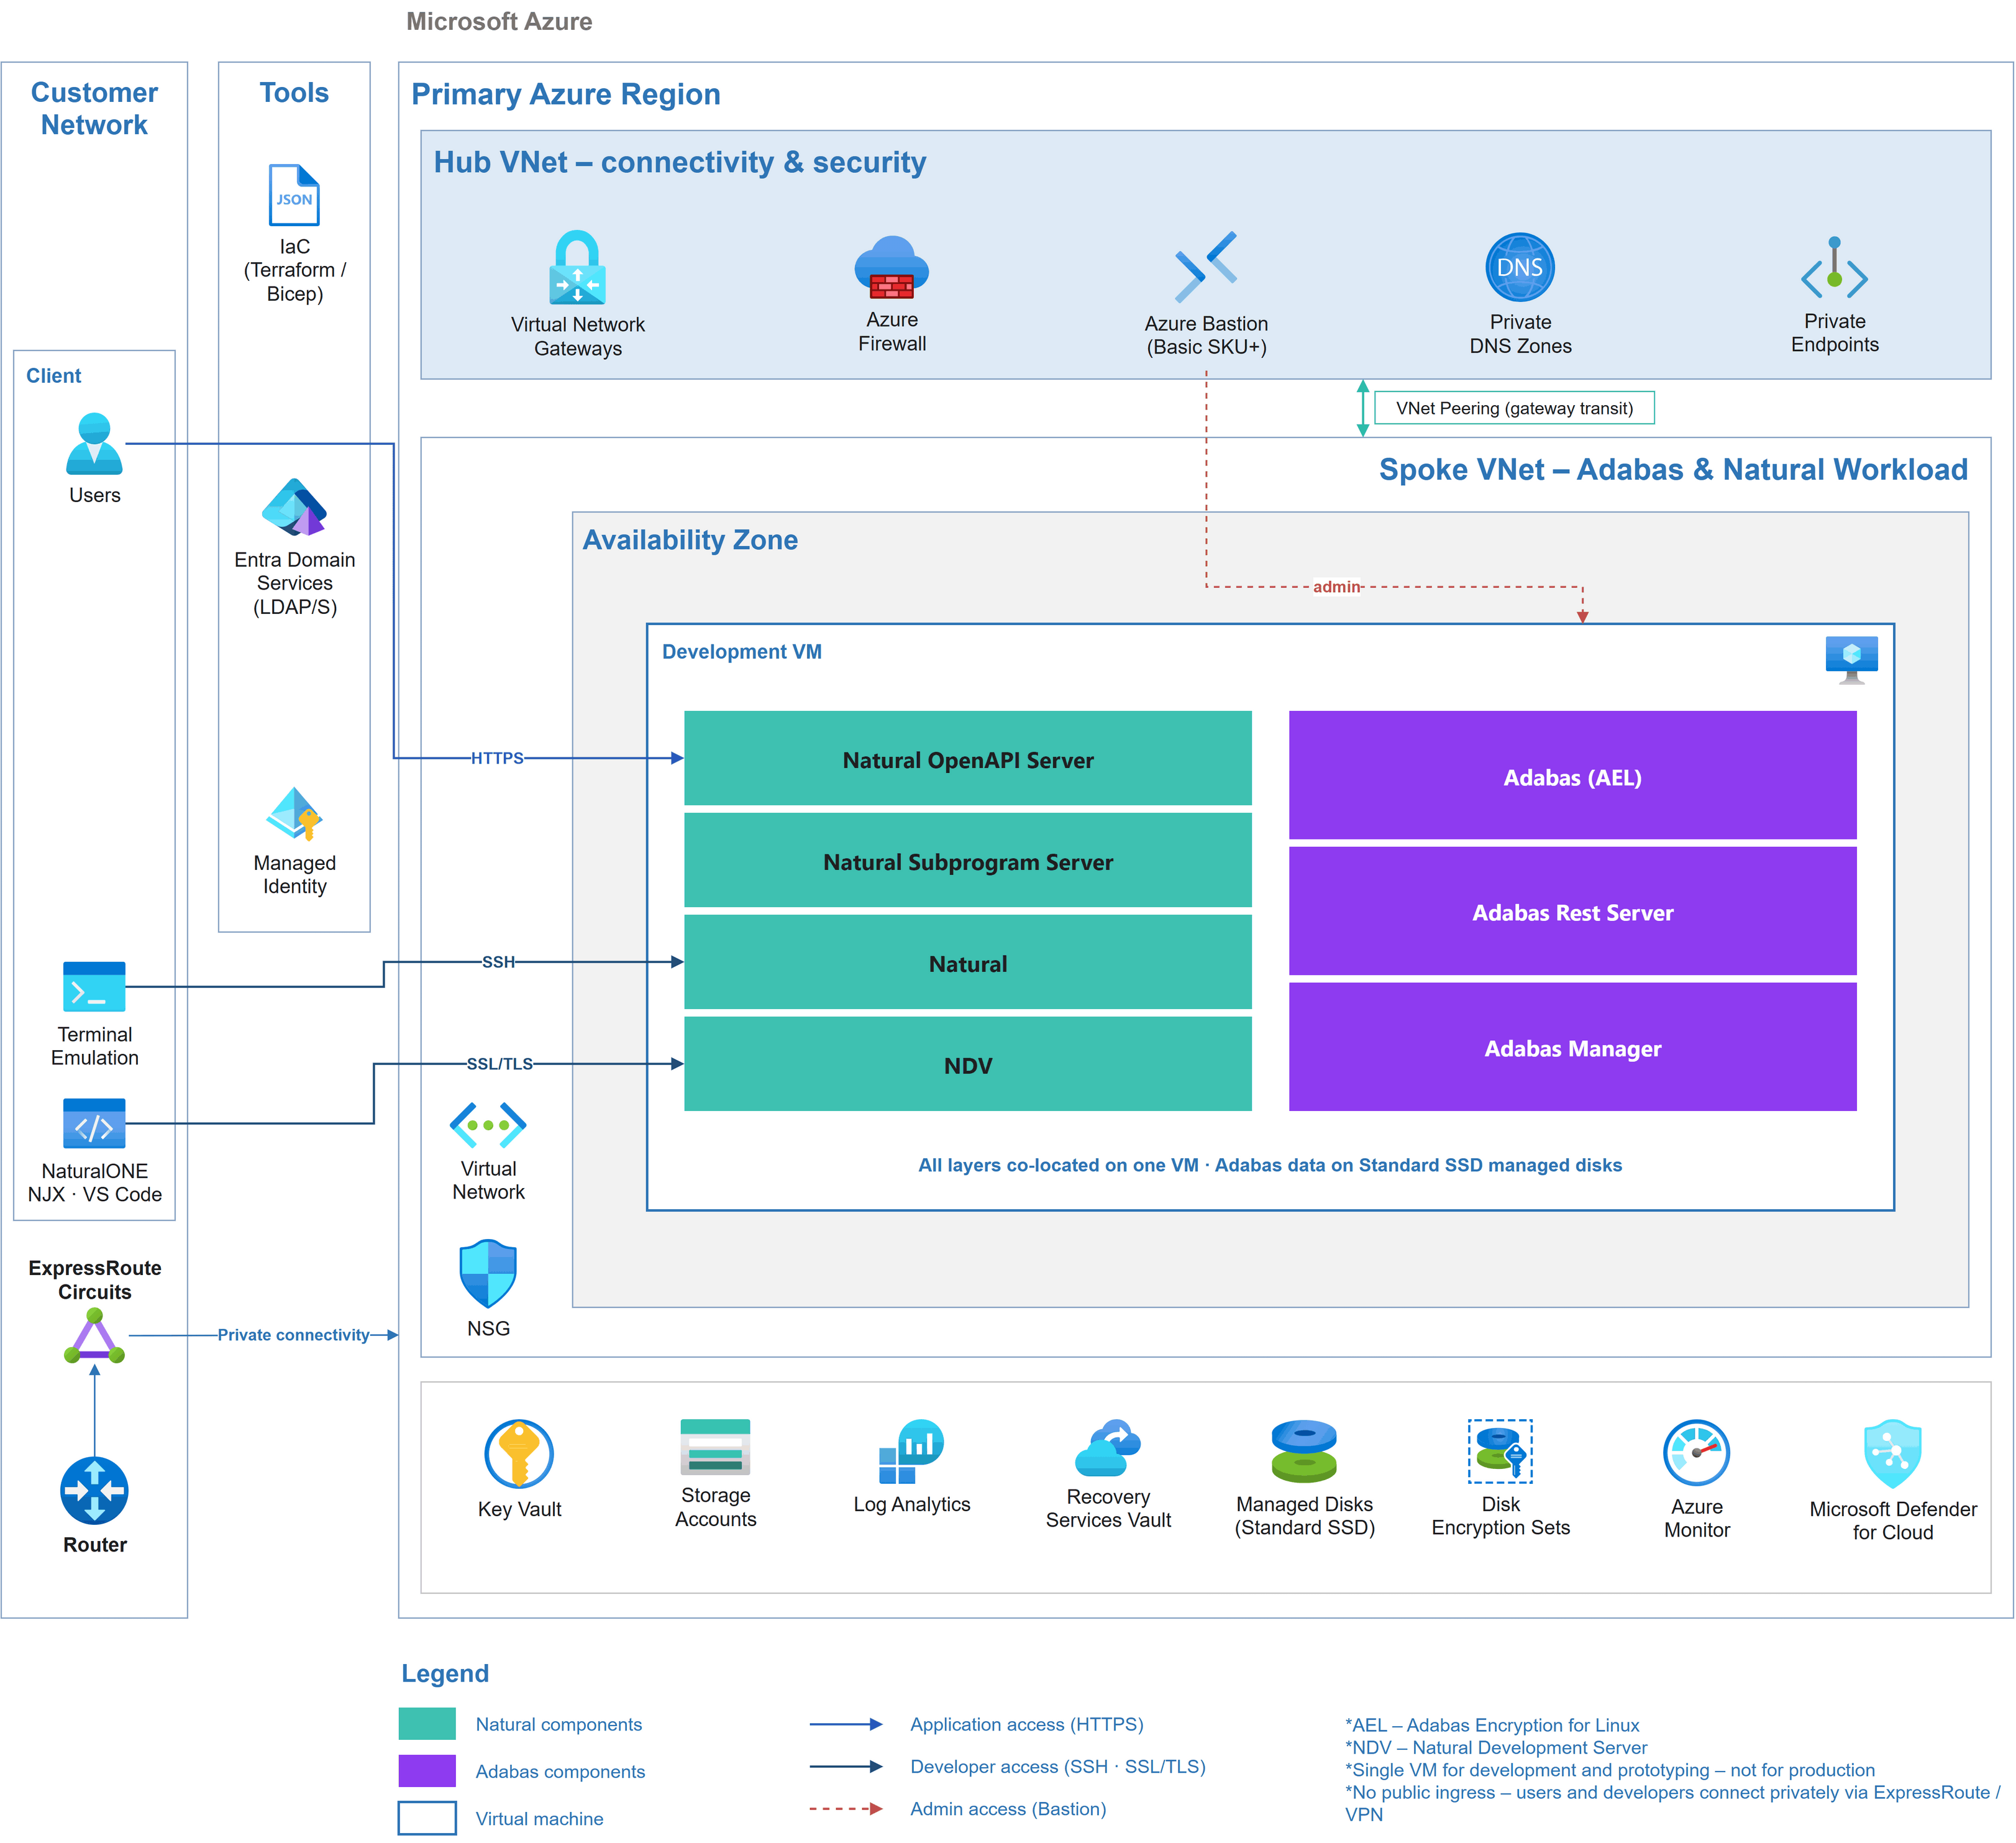 Microsoft Azure
Customer
Network
Client
Users
Terminal
Emulation
NaturalONE
NJX · VS Code
ExpressRoute
Circuits
Router
Tools
JSON
IaC
(Terraform /
Bicep)
Entra Domain
Services
(LDAP/S)
Managed
Identity
Private connectivity
Primary Azure Region
Hub VNet – connectivity & security
Virtual Network
Gateways
Azure
Firewall
Azure Bastion
(Basic SKU+)
DNS
Private
DNS Zones
Private
Endpoints
VNet Peering (gateway transit)
Spoke VNet – Adabas & Natural Workload
Availability Zone
admin
Development VM
HTTPS
SSH
SSL/TLS
Natural OpenAPI Server
Natural Subprogram Server
Natural
NDV
Adabas (AEL)
Adabas Rest Server
Adabas Manager
All layers co-located on one VM · Adabas data on Standard SSD managed disks
Virtual
Network
NSG
Key Vault
Storage
Accounts
Log Analytics
Recovery
Services Vault
Managed Disks
(Standard SSD)
Disk
Encryption Sets
Azure
Monitor
Microsoft Defender
for Cloud
Legend
Natural components
Adabas components
Virtual machine
Application access (HTTPS)
Developer access (SSH · SSL/TLS)
Admin access (Bastion)
*AEL – Adabas Encryption for Linux
*NDV – Natural Development Server
*Single VM for development and prototyping – not for production
*No public ingress – users and developers connect privately via ExpressRoute /
VPN